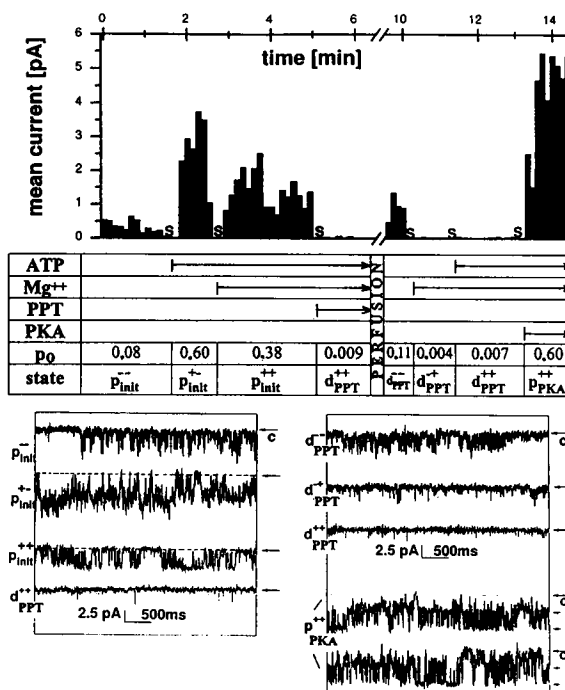 0 2 4 6 10 12 14
time [min]
mean current [pA]
6
5
4
3
2
1
0
S S S S S S
ATP
Mg++
PPT
PKA
PERFUSION
p0 0,08 0,60 0,38 0.009 0,11 0,004 0,007 0,60
state p--init p+-init p++init d++PPT d--PPT d-+PPT d++PPT p++PKA
p--init c
p+-init
p++init
d++PPT
2.5 pA 500ms
d--PPT c
d-+PPT
d++PPT
2.5 pA 500ms
p++PKA c
c